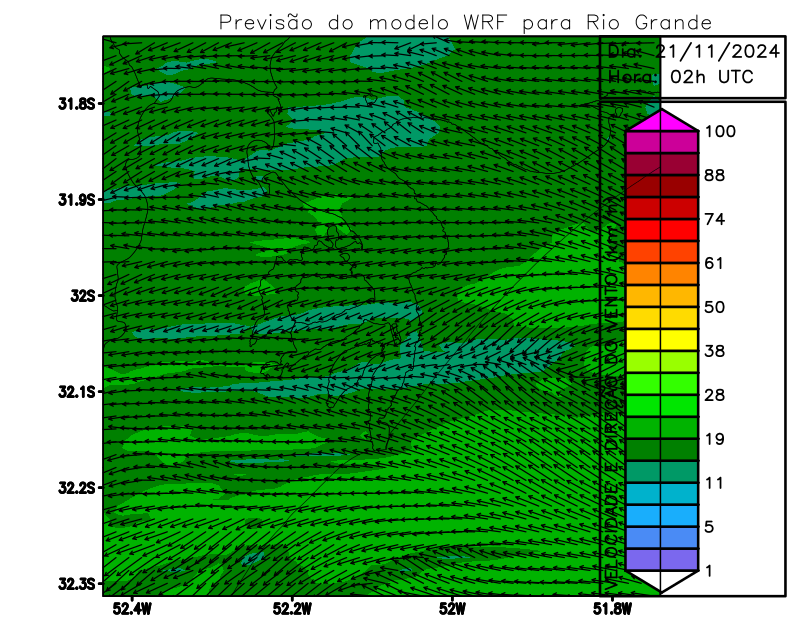 Previsão do modelo WRF para Rio Grande
Dia: 21/11/2024
Hora: 02h UTC
31.8S
31.9S
32S
32.1S
32.2S
32.3S
52.4W
52.2W
52W
51.8W
VELOCIDADE E DIREÇÃO DO VENTO (km/h)
100
88
74
61
50
38
28
19
11
5
1